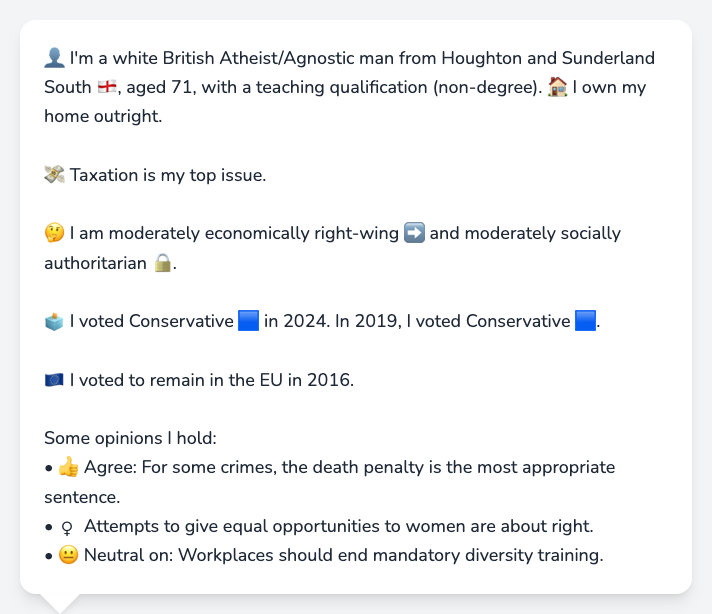 👤 I'm a white British Atheist/Agnostic man from Houghton and Sunderland
South 🏴󠁧󠁢󠁥󠁮󠁧󠁿, aged 71, with a teaching qualification (non-degree). 🏠 I own my
home outright.
💸 Taxation is my top issue.
🤔 I am moderately economically right-wing ➡️ and moderately socially
authoritarian 🔒.
🗳️ I voted Conservative 🟦 in 2024. In 2019, I voted Conservative 🟦.
🇪🇺 I voted to remain in the EU in 2016.
Some opinions I hold:
• 👍 Agree: For some crimes, the death penalty is the most appropriate
sentence.
• ♀ Attempts to give equal opportunities to women are about right.
• 😐 Neutral on: Workplaces should end mandatory diversity training.